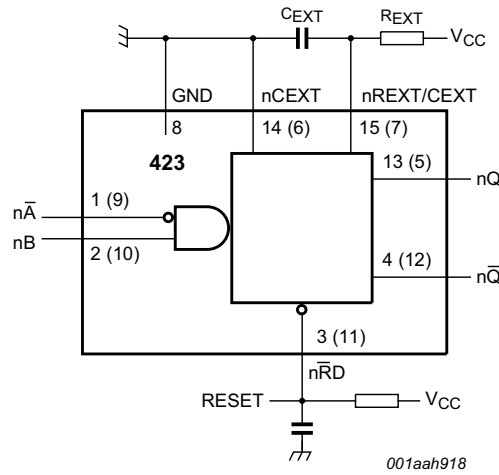 CEXT
REXT
VCC
GND
nCEXT
nREXT/CEXT
8
14 (6)
15 (7)
423
13 (5)
nQ
nA̅
1 (9)
nB
2 (10)
4 (12)
nQ̅
3 (11)
nR̅D
RESET
VCC
001aah918